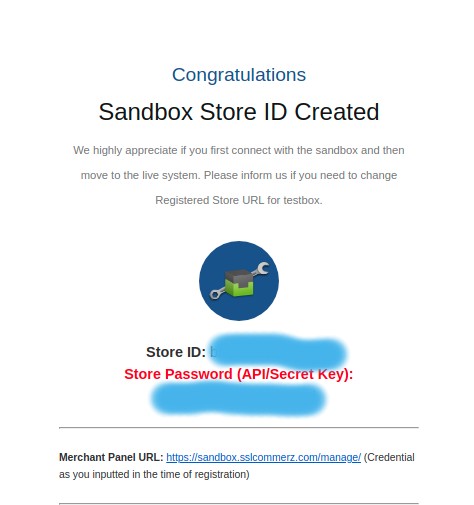 Congratulations
Sandbox Store ID Created
We highly appreciate if you first connect with the sandbox and then
move to the live system. Please inform us if you need to change
Registered Store URL for testbox.
Store ID:
Store Password (API/Secret Key):
Merchant Panel URL: https://sandbox.sslcommerz.com/manage/ (Credential
as you inputted in the time of registration)